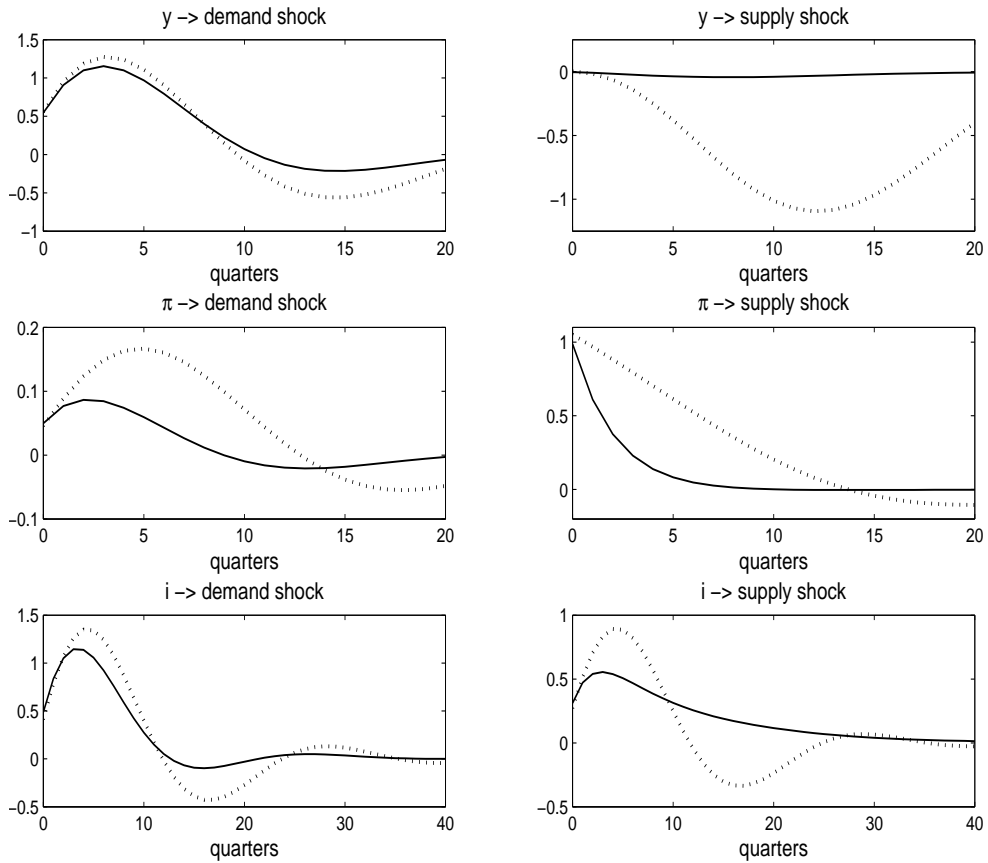 y −> demand shock
1.5
1
0.5
0
−0.5
−1
0 5 10 15 20
quarters
y −> supply shock
0
−0.5
−1
0 5 10 15 20
quarters
π −> demand shock
0.2
0.1
0
−0.1
0 5 10 15 20
quarters
π −> supply shock
1
0.5
0
0 5 10 15 20
quarters
i −> demand shock
1.5
1
0.5
0
−0.5
0 10 20 30 40
quarters
i −> supply shock
1
0.5
0
−0.5
0 10 20 30 40
quarters